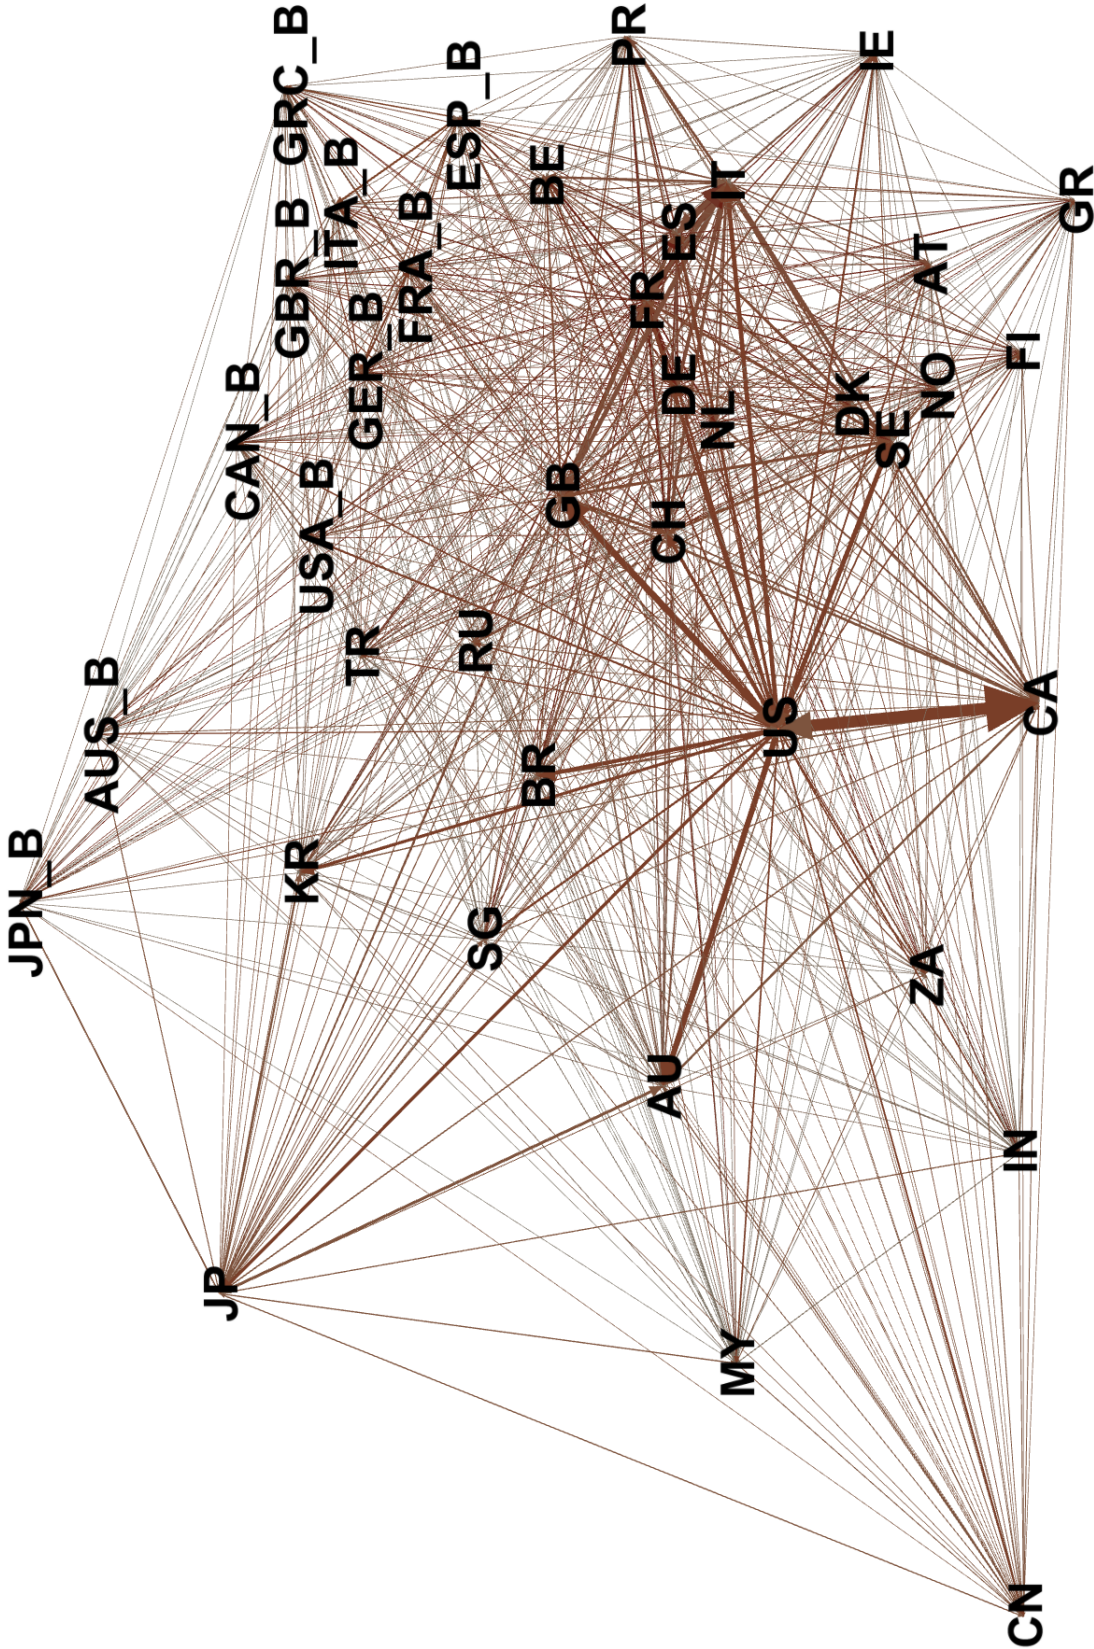 JPN_B
AUS_B
CAN_B
GRC_B
GBR_B
ITA_B
USA_B
GER_B
FRA_B
ESP_B
JP
KR
TR
RU
SG
BR
GB
BE
PR
AU
CH
FR
ES
DE
NL
IT
MY
US
IE
DK
SE
NO
AT
ZA
IN
CN
CA
FI
GR